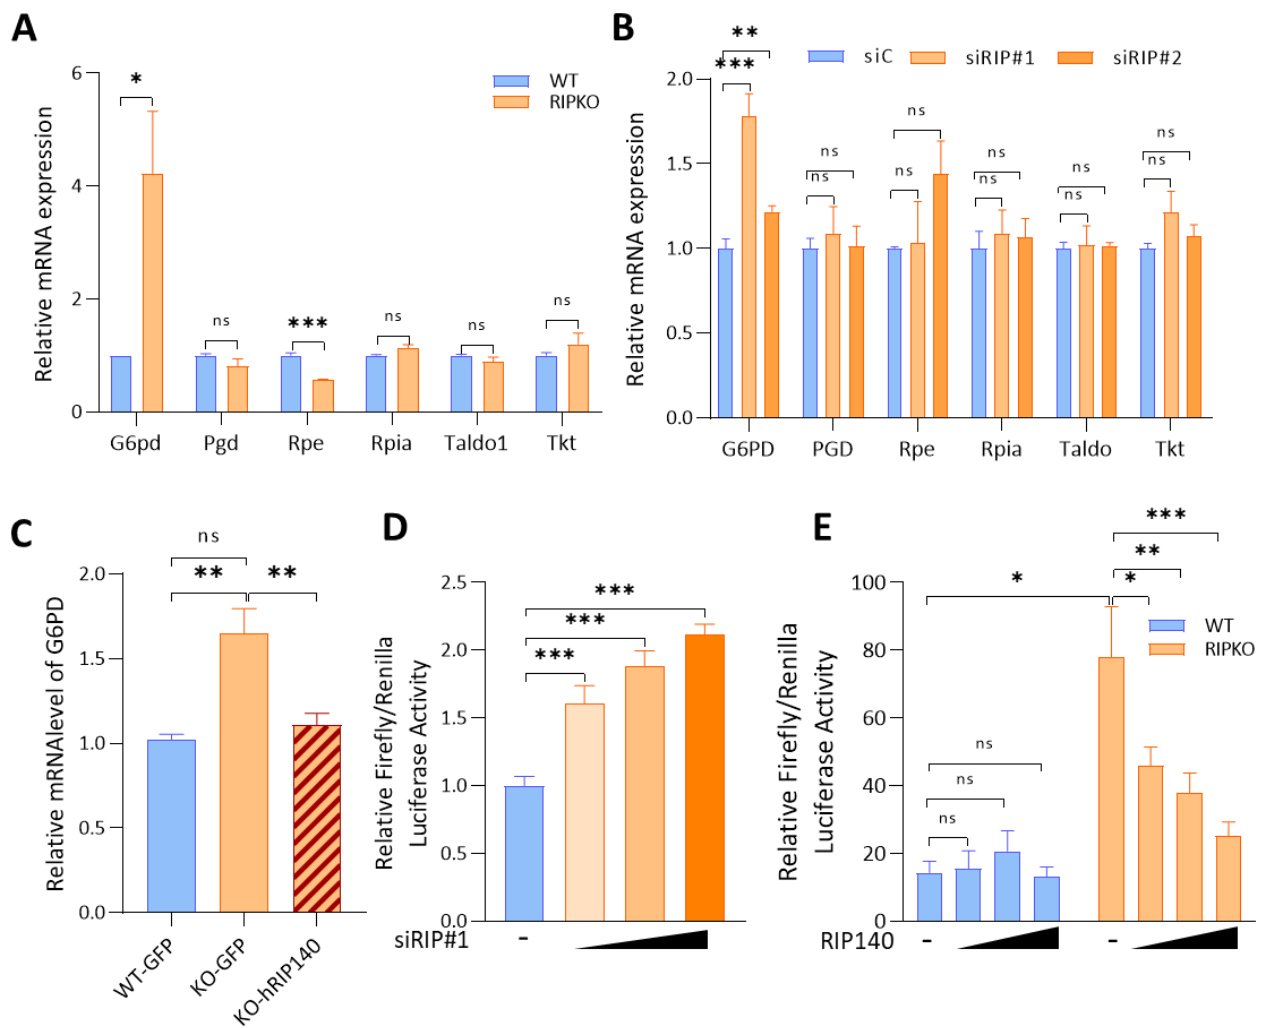 A
Relative mRNA expression
6
4
2
0
*
ns
***
ns
ns
ns
WT
RIPKO
G6pd Pgd Rpe Rpia Taldo1 Tkt
B
Relative mRNA expression
2.0
1.5
1.0
0.5
0.0
siC siRIP#1 siRIP#2
**
***
ns
ns
ns
ns
ns
ns
ns
ns
ns
ns
G6PD PGD Rpe Rpia Taldo Tkt
C
Relative mRNAlevel of G6PD
2.0
1.5
1.0
0.5
0.0
ns
** **
WT-GFP
KO-GFP
KO-hRIP140
D
Relative Firefly/Renilla
Luciferase Activity
2.5
2.0
1.5
1.0
0.5
0.0
***
***
***
siRIP#1 -
E
Relative Firefly/Renilla
Luciferase Activity
100
80
60
40
20
0
***
**
* *
ns
ns
ns
WT
RIPKO
RIP140 - -